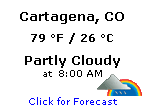 Cartagena, CO
79 °F / 26 °C
Partly Cloudy
at 8:00 AM
Click for Forecast